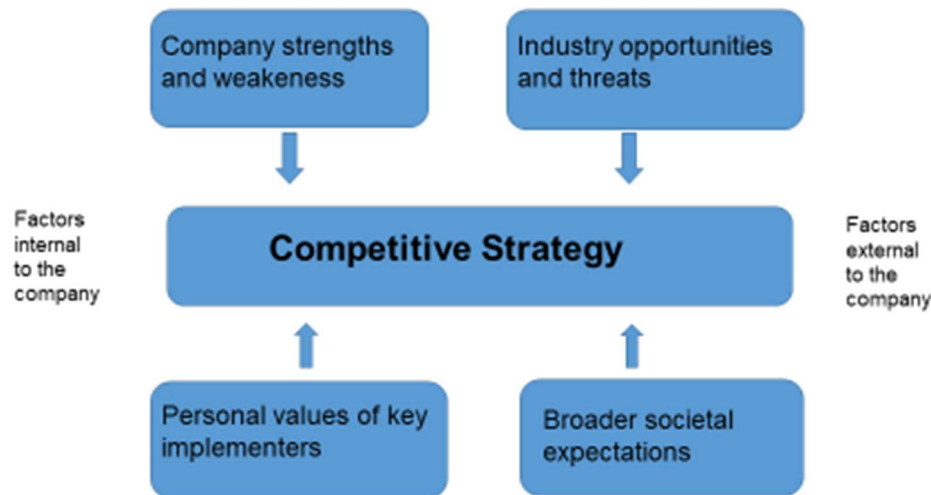 Company strengths
and weakness
Industry opportunities
and threats
Factors
internal
to the
company
Competitive Strategy
Factors
external
to the
company
Personal values of key
implementers
Broader societal
expectations